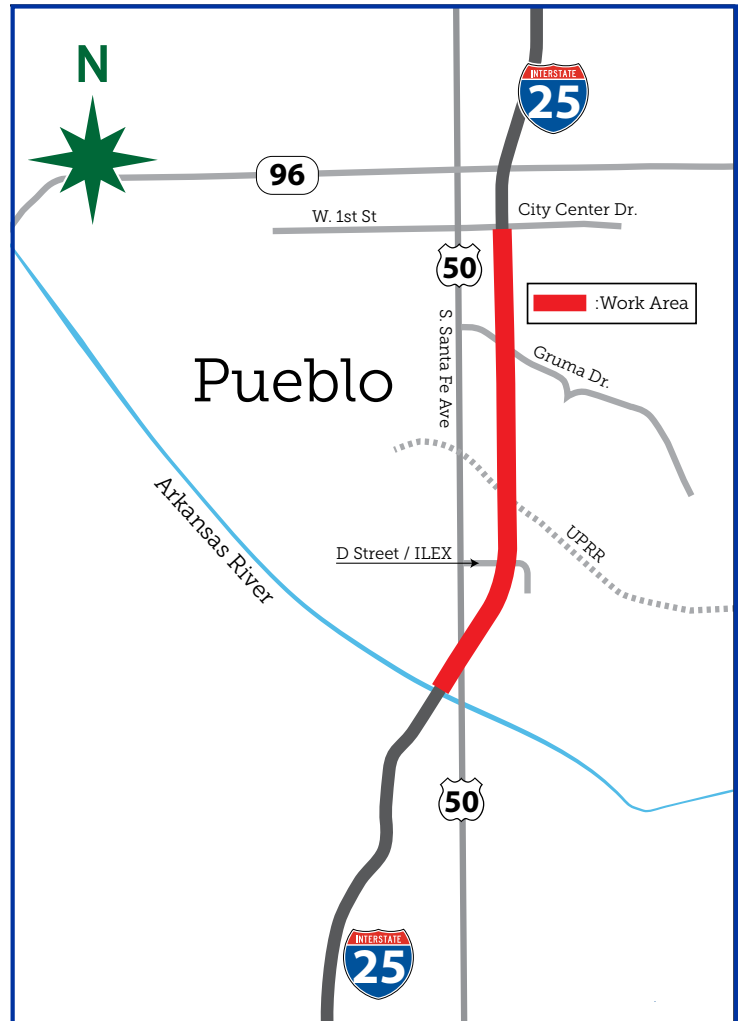 N
INTERSTATE
25
96
W. 1st St
City Center Dr.
50
:Work Area
S. Santa Fe Ave
Gruma Dr.
Pueblo
Arkansas River
UPRR
D Street / ILEX
50
INTERSTATE
25